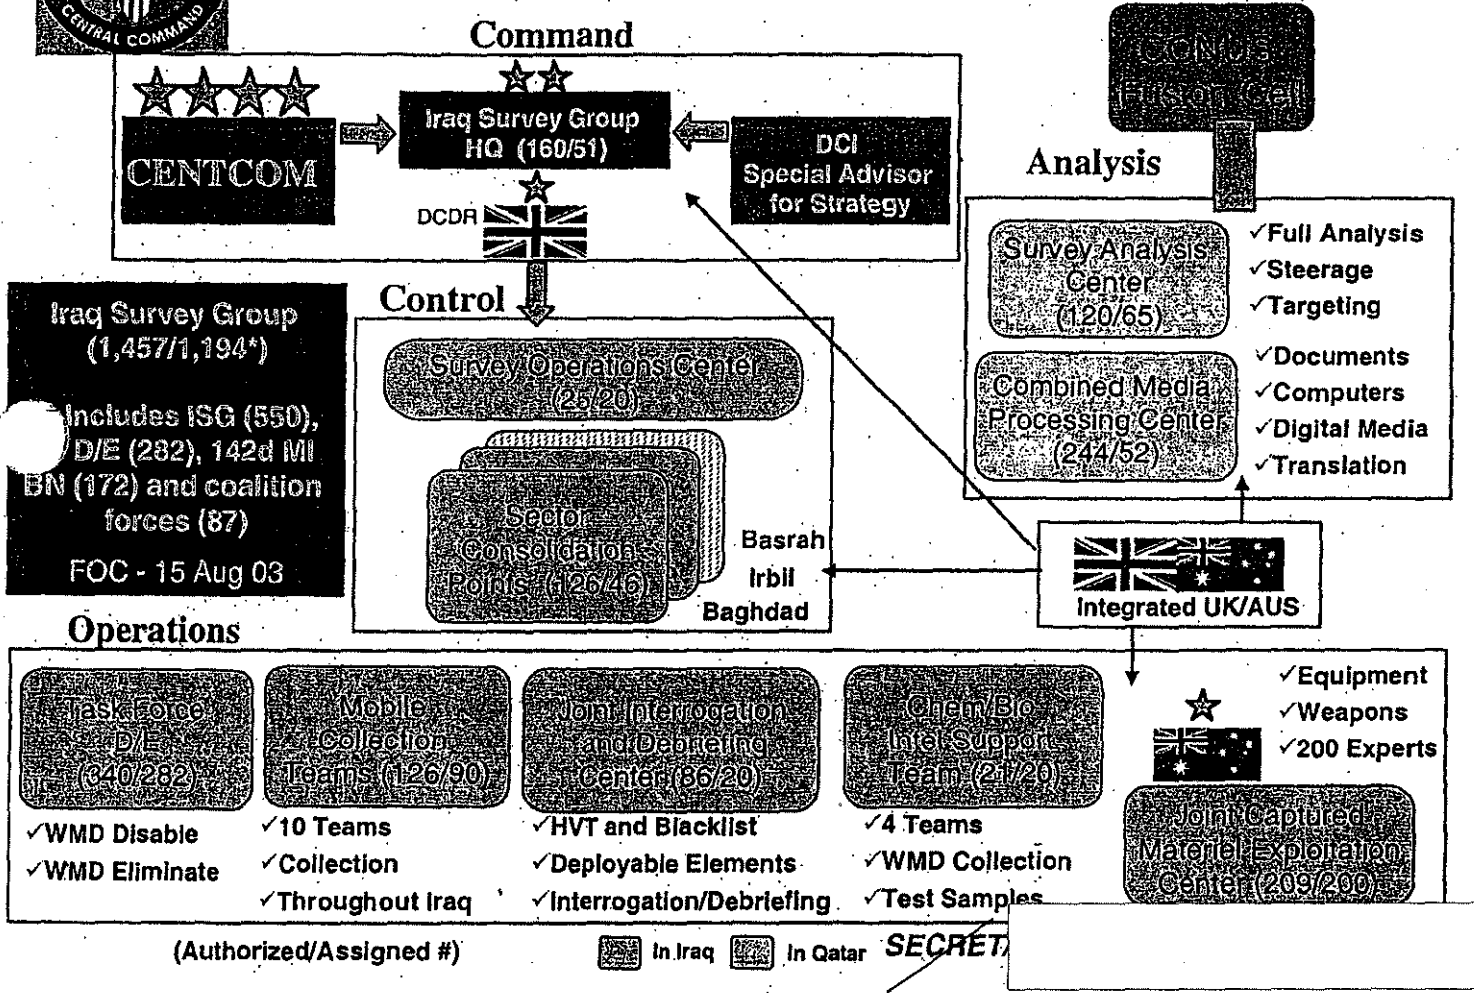 CENTRAL COMMAND
Command
CENTCOM
Iraq Survey Group
HQ (160/51)
DCI
Special Advisor
for Strategy
DCDR
CONUS
Fusion Cell
Analysis
Survey Analysis
Center
(120/65)
✓Full Analysis
✓Steerage
✓Targeting
Combined Media
Processing Center
(244/52)
✓Documents
✓Computers
✓Digital Media
✓Translation
Iraq Survey Group
(1,457/1,194*)
Includes ISG (550),
D/E (282), 142d MI
BN (172) and coalition
forces (87)
FOC - 15 Aug 03
Control
Survey Operations Center
(25/20)
Sector
Consolidation
Points (126/46)
Basrah
Irbil
Baghdad
Integrated UK/AUS
Operations
Task Force
D/E
(340/282)
✓WMD Disable
✓WMD Eliminate
Mobile
Collection
Teams (126/90)
✓10 Teams
✓Collection
✓Throughout Iraq
Joint Interrogation
and Debriefing
Center(86/20)
✓HVT and Blacklist
✓Deployable Elements
✓Interrogation/Debriefing
Chem/Bio
Intel Support
Team (21/20)
✓4 Teams
✓WMD Collection
✓Test Samples
✓Equipment
✓Weapons
✓200 Experts
Joint Captured
Materiel Exploitation
Center (209/200)
(Authorized/Assigned #)
In Iraq
In Qatar
SECRET/